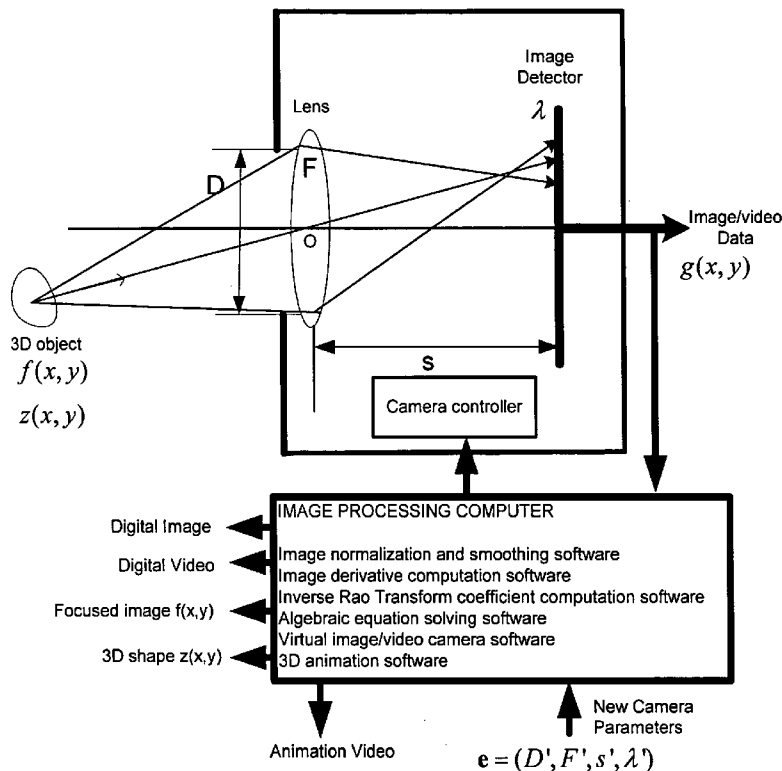 Image
Detector
λ
Lens
F
D
O
Image/video
Data
g(x, y)
3D object
f(x, y)
z(x, y)
s
Camera controller
IMAGE PROCESSING COMPUTER
Image normalization and smoothing software
Image derivative computation software
Inverse Rao Transform coefficient computation software
Algebraic equation solving software
Virtual image/video camera software
3D animation software
Digital Image
Digital Video
Focused image f(x,y)
3D shape z(x,y)
Animation Video
New Camera
Parameters
e = (D', F', s', λ')